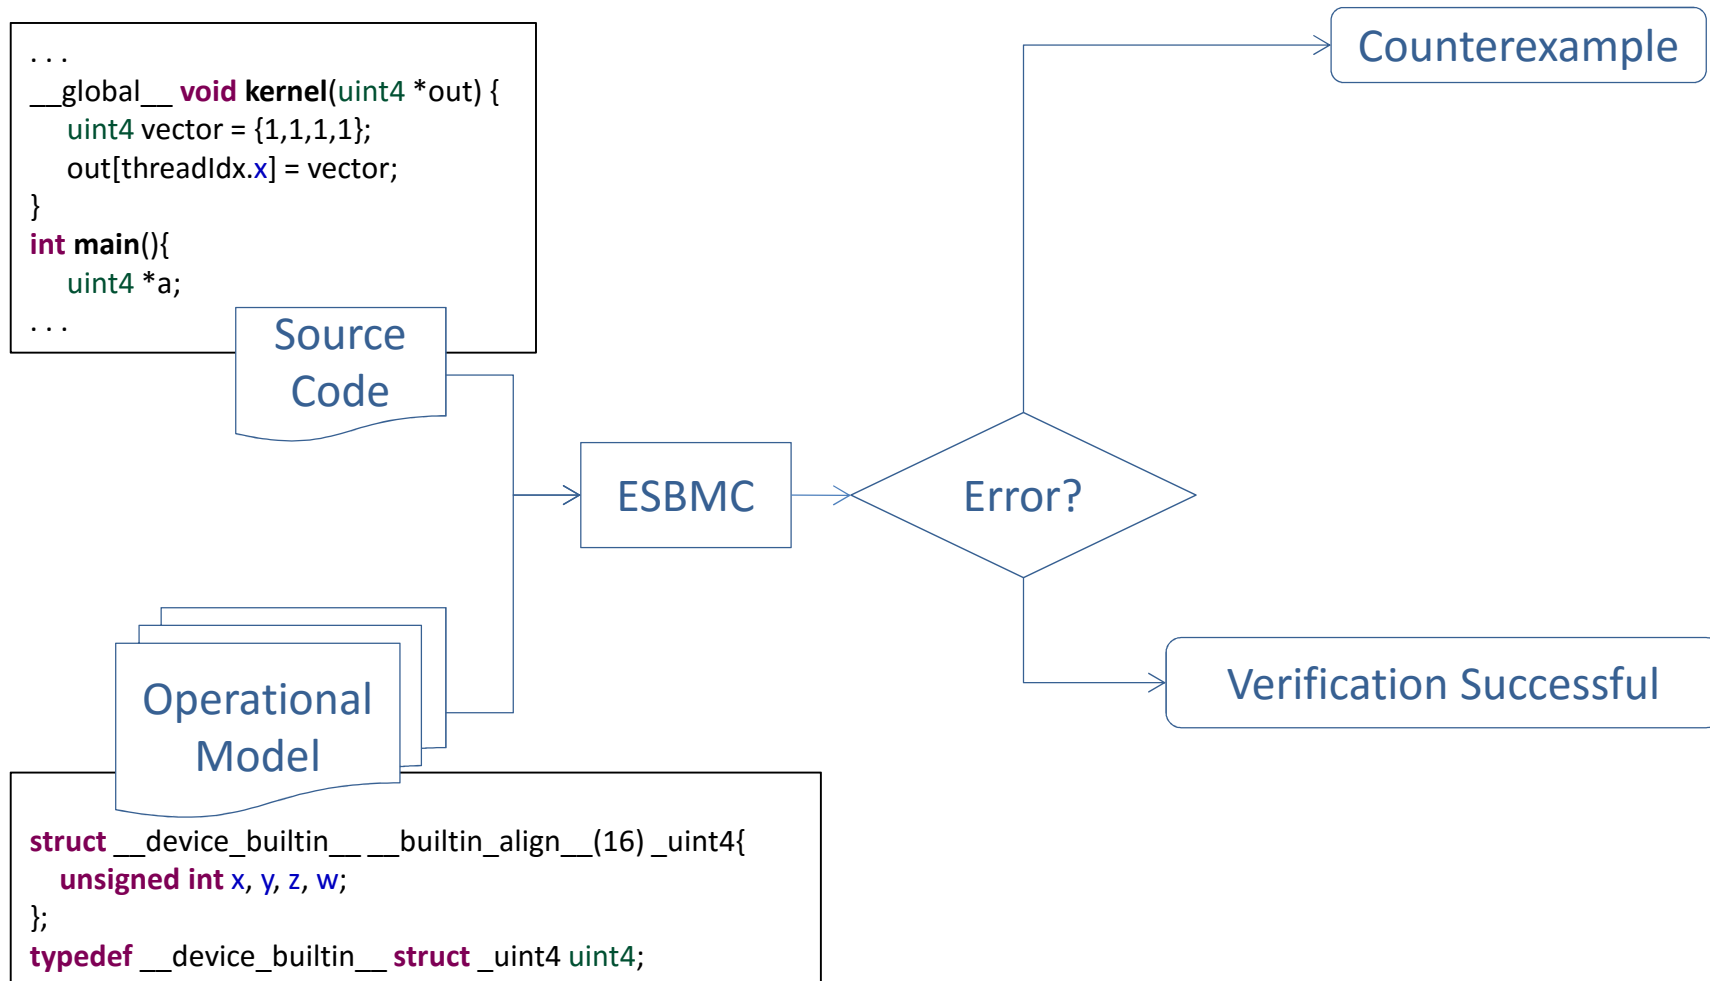 . . .
__global__ void kernel(uint4 *out) {
uint4 vector = {1,1,1,1};
out[threadIdx.x] = vector;
}
int main(){
uint4 *a;
. . .
Source
Code
Operational
Model
struct __device_builtin__ __builtin_align__(16) _uint4{
unsigned int x, y, z, w;
};
typedef __device_builtin__ struct _uint4 uint4;
ESBMC
Error?
Counterexample
Verification Successful